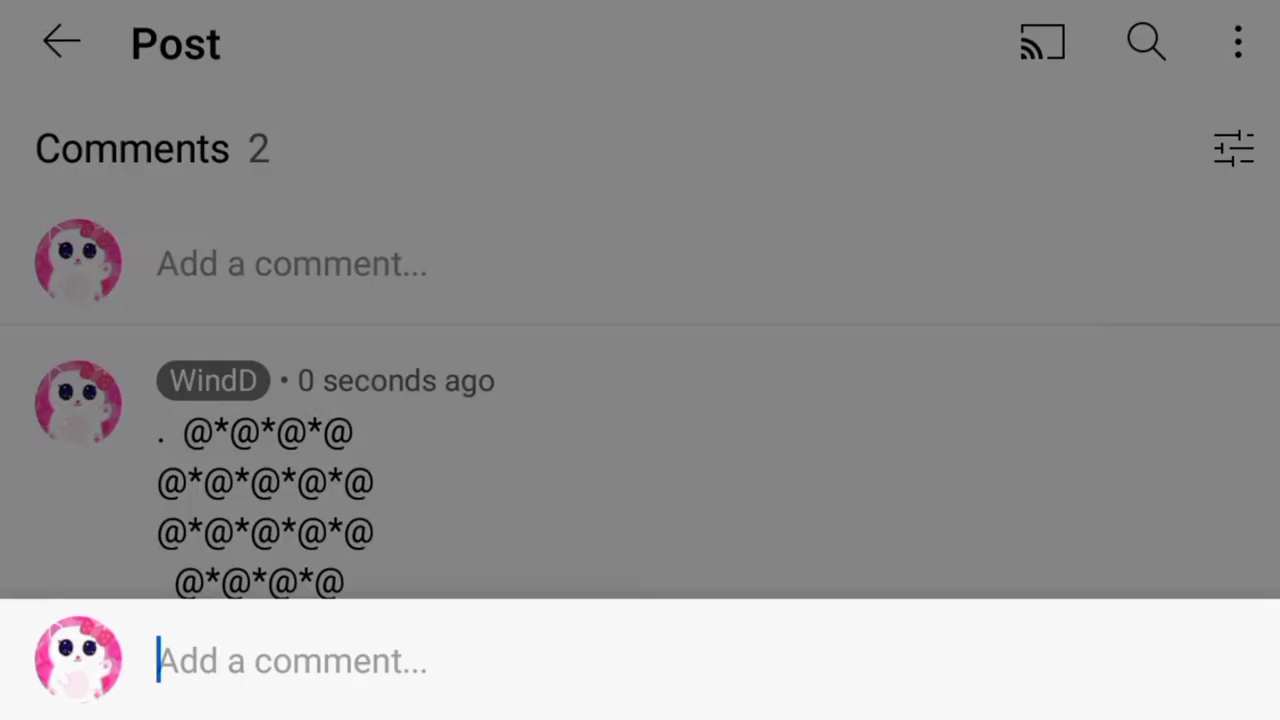 Post
Comments 2
Add a comment...
WindD • 0 seconds ago
. @*@*@*@
@*@*@*@*@
@*@*@*@*@
@*@*@*@
Add a comment...